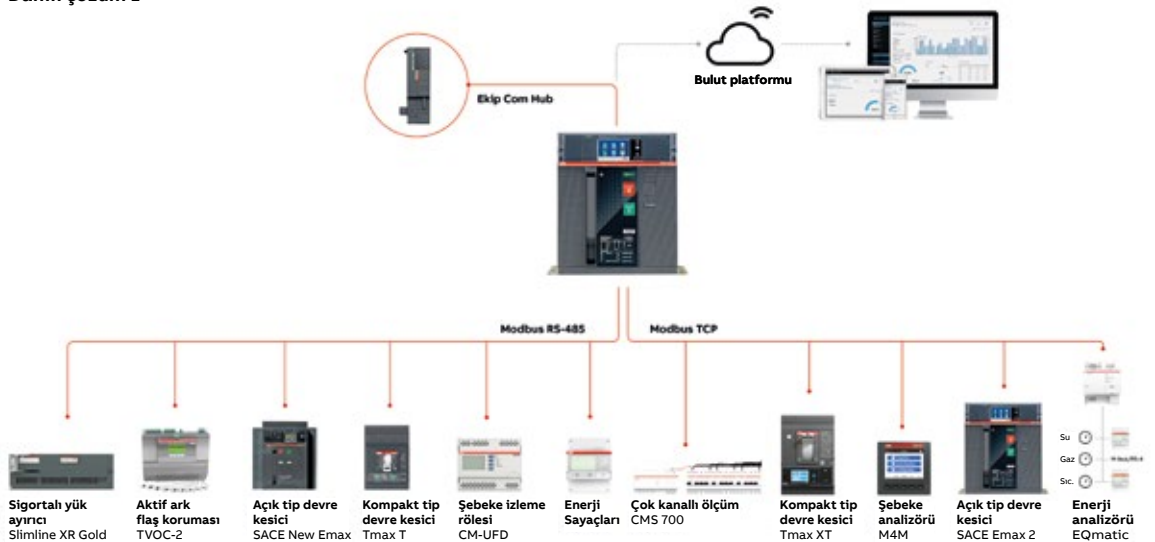 Ekip Com Hub
Bulut platformu
Modbus RS-485
Modbus TCP
Sigortalı yük
ayırıcı
Slimline XR Gold
Aktif ark
flaş koruması
TVOC-2
Açık tip devre
kesici
SACE New Emax
Kompakt tip
devre kesici
Tmax T
Şebeke izleme
rölesi
CM-UFD
Enerji
Sayaçları
Çok kanallı ölçüm
CMS 700
Kompakt tip
devre kesici
Tmax XT
Şebeke
analizörü
M4M
Açık tip devre
kesici
SACE Emax 2
Su
Gaz
Sıc.
Enerji
analizörü
EQmatic